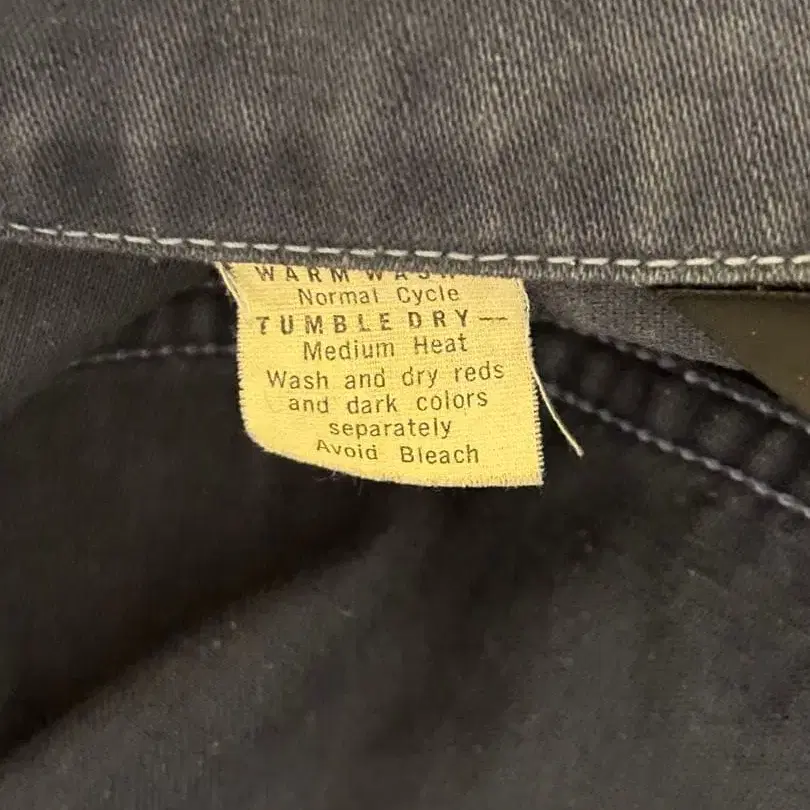 WARM WASH
Normal Cycle
TUMBLE DRY—
Medium Heat
Wash and dry reds
and dark colors
separately
Avoid Bleach